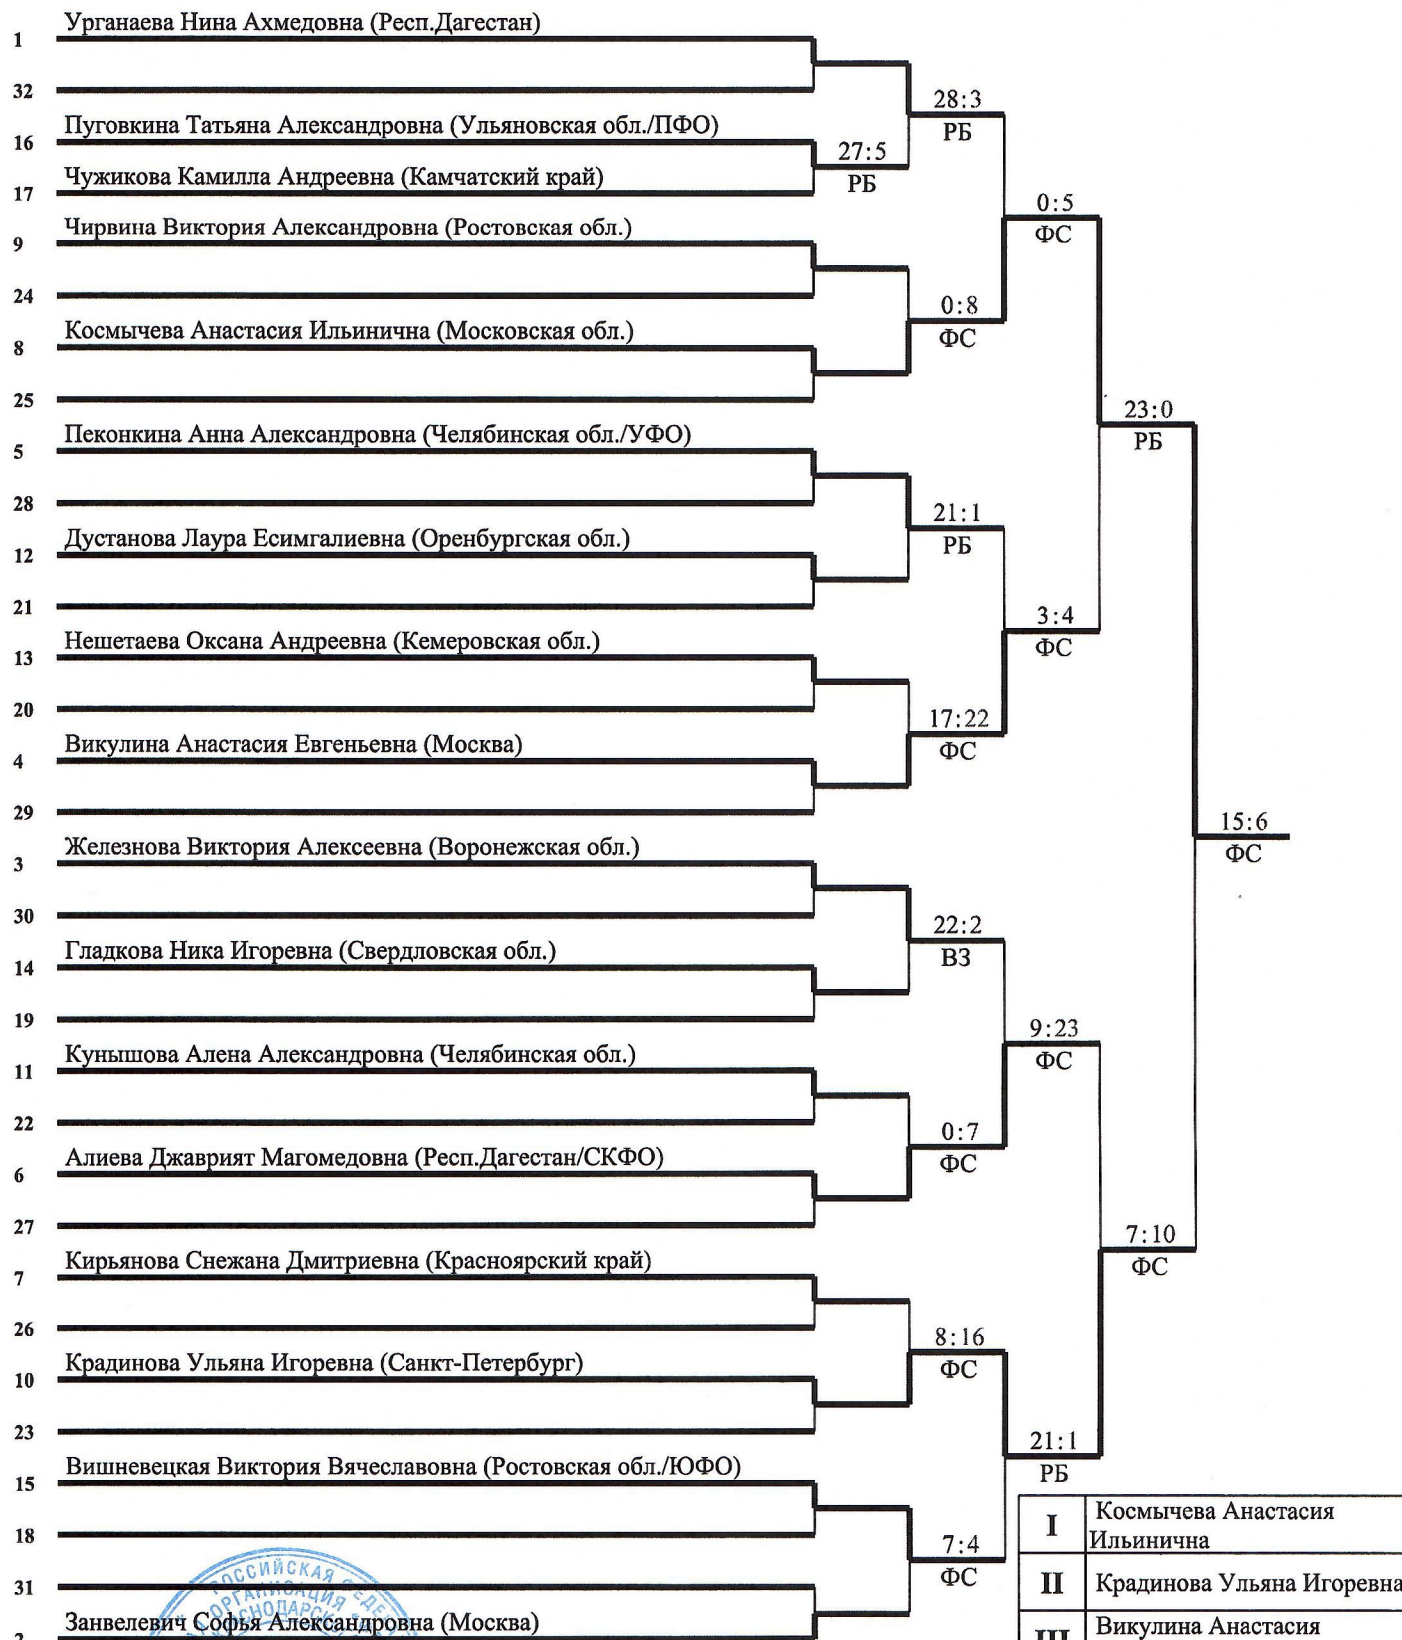 Урганаева Нина Ахмедовна (Респ.Дагестан)
1
32
28:3
РБ
Пуговкина Татьяна Александровна (Ульяновская обл./ПФО)
16
27:5
РБ
Чужикова Камилла Андреевна (Камчатский край)
17
0:5
ФС
Чирвина Виктория Александровна (Ростовская обл.)
9
24
0:8
ФС
Космычева Анастасия Ильинична (Московская обл.)
8
25
23:0
РБ
Пеконкина Анна Александровна (Челябинская обл./УФО)
5
28
21:1
РБ
Дустанова Лаура Есимгалиевна (Оренбургская обл.)
12
21
3:4
ФС
Нешетаева Оксана Андреевна (Кемеровская обл.)
13
20
17:22
ФС
Викулина Анастасия Евгеньевна (Москва)
4
29
15:6
ФС
Железнова Виктория Алексеевна (Воронежская обл.)
3
30
22:2
ВЗ
Гладкова Ника Игоревна (Свердловская обл.)
14
19
9:23
ФС
Кунышова Алена Александровна (Челябинская обл.)
11
22
0:7
ФС
Алиева Джаврият Магомедовна (Респ.Дагестан/СКФО)
6
27
7:10
ФС
Кирьянова Снежана Дмитриевна (Красноярский край)
7
26
8:16
ФС
Крадинова Ульяна Игоревна (Санкт-Петербург)
10
23
21:1
РБ
Вишневецкая Виктория Вячеславовна (Ростовская обл./ЮФО)
15
18
7:4
ФС
31
Занвелевич Софья Александровна (Москва)
2
I Космычева Анастасия
Ильинична
II Крадинова Ульяна Игоревна
III Викулина Анастасия
РОССИЙСКАЯ
ОРГАНИЗАЦИЯ